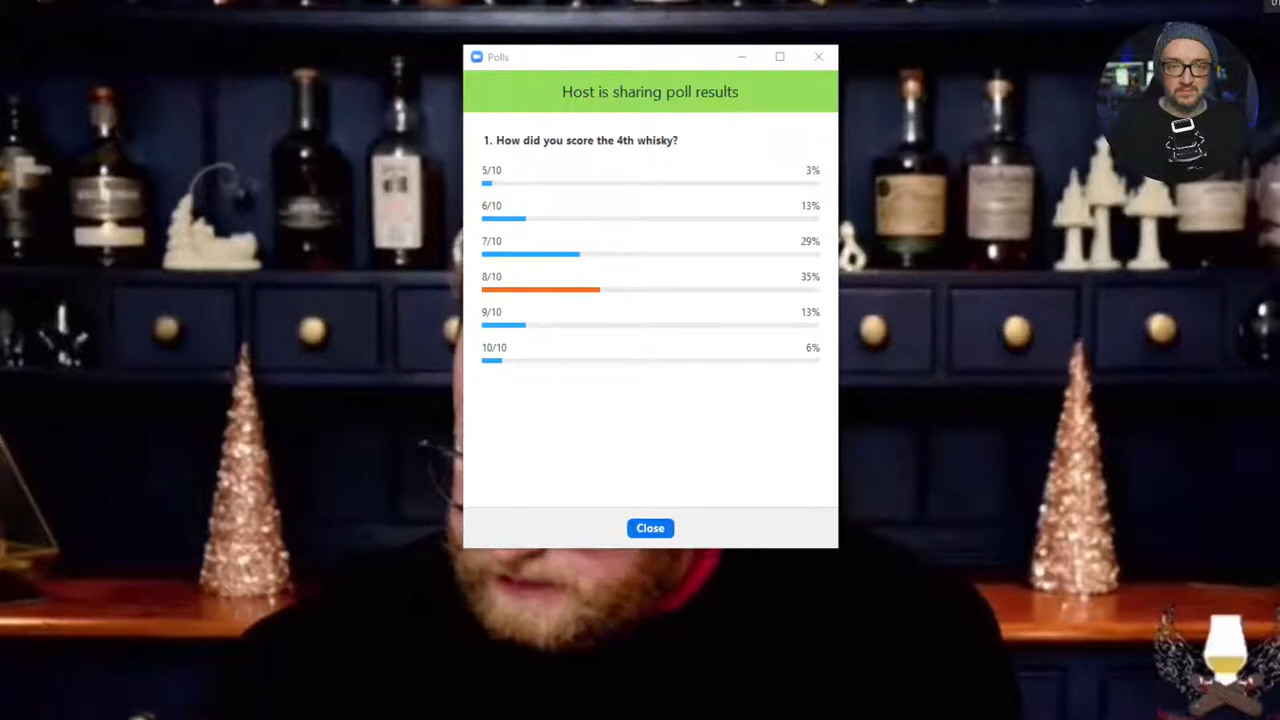 Polls
Host is sharing poll results
1. How did you score the 4th whisky?
5/10 3%
6/10 13%
7/10 29%
8/10 35%
9/10 13%
10/10 6%
Close